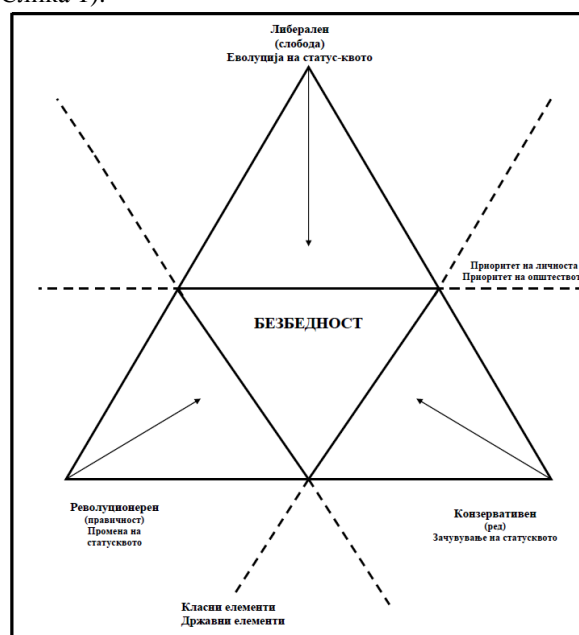 Слика 1).
Либерален
(слобода)
Еволуција на статус-квото
Приоритет на личноста
Приоритет на општеството
БЕЗБЕДНОСТ
Револуционерен
(правичност)
Промена на
статусквото
Конзервативен
(ред)
Зачувување на статусквото
Класни елементи
Државни елементи